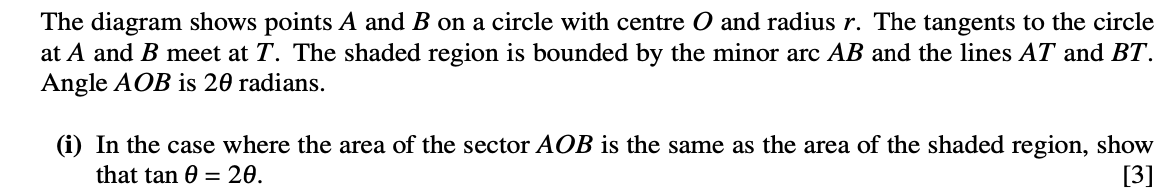 The diagram shows points A and B on a circle with centre O and radius r. The tangents to the circle
at A and B meet at T. The shaded region is bounded by the minor arc AB and the lines AT and BT.
Angle AOB is 2θ radians.
(i) In the case where the area of the sector AOB is the same as the area of the shaded region, show
that tan θ = 2θ. [3]